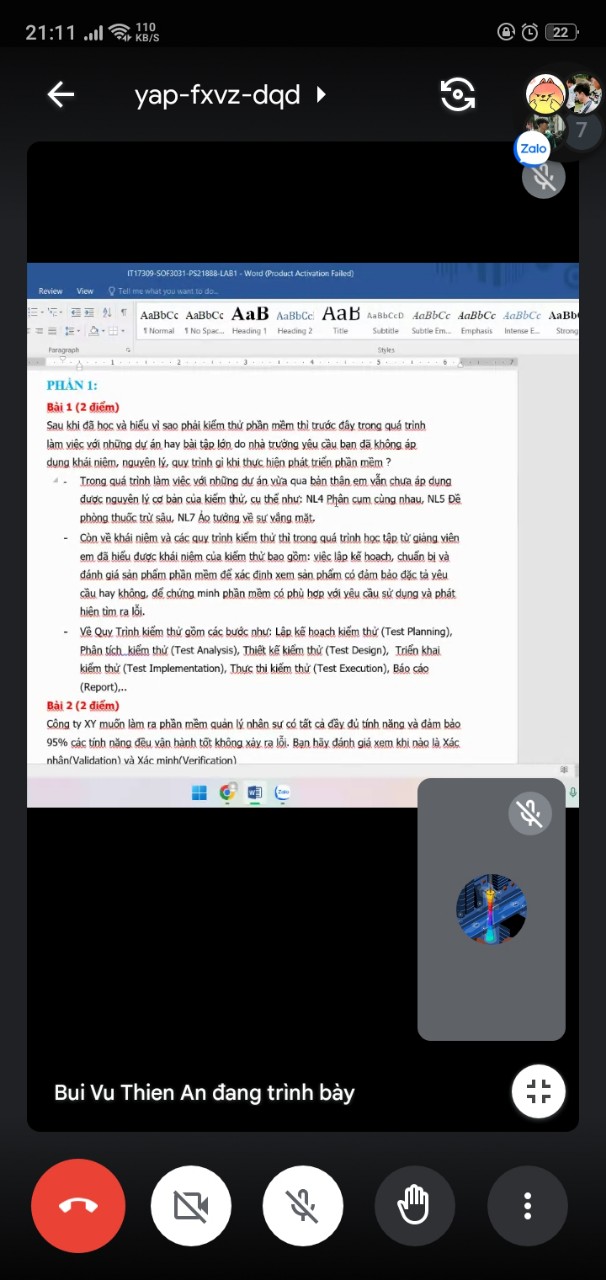 21:11
110
KB/S
22
yap-fxvz-dqd
7
Zalo
IT17309-SOF3031-PS21888-LAB1 - Word (Product Activation Failed)
Review View Tell me what you want to do...
AaBbCc AaBbCc AaB AaBbCc AaB AaBbCcD AaBbCc AaBbCc AaBbCc AaBb
¶ Normal ¶ No Spac... Heading 1 Heading 2 Title Subtitle Subtle Em... Emphasis Intense E... Strong
Paragraph Styles
1 2 3 4 5 6 7
PHẦN 1:
Bài 1 (2 điểm)
Sau khi đã học và hiểu vì sao phải kiểm thử phần mềm thì trước đây trong quá trình
làm việc với những dự án hay bài tập lớn do nhà trường yêu cầu bạn đã không áp
dụng khái niệm, nguyên lý, quy trình gì khi thực hiện phát triển phần mềm ?
- Trong quá trình làm việc với những dự án vừa qua bản thân em vẫn chưa áp dụng
được nguyên lý cơ bản của kiểm thử, cụ thể như: NL4 Phân cụm cùng nhau, NL5 Đề
phòng thuốc trừ sâu, NL7 Ảo tưởng về sự vắng mặt.
- Còn về khái niệm và các quy trình kiểm thử thì trong quá trình học tập từ giảng viên
em đã hiểu được khái niệm của kiểm thử bao gồm: việc lập kế hoạch, chuẩn bị và
đánh giá sản phẩm phần mềm để xác định xem sản phẩm có đảm bảo đặc tả yêu
cầu hay không, để chứng minh phần mềm có phù hợp với yêu cầu sử dụng và phát
hiện tìm ra lỗi.
- Về Quy Trình kiểm thử gồm các bước như: Lập kế hoạch kiểm thử (Test Planning),
Phân tích kiểm thử (Test Analysis), Thiết kế kiểm thử (Test Design), Triển khai
kiểm thử (Test Implementation), Thực thi kiểm thử (Test Execution), Báo cáo
(Report),..
Bài 2 (2 điểm)
Công ty XY muốn làm ra phần mềm quản lý nhân sự có tất cả đầy đủ tính năng và đảm bảo
95% các tính năng đều vận hành tốt không xảy ra lỗi. Bạn hãy đánh giá xem khi nào là Xác
nhận(Validation) và Xác minh(Verification)
Zalo
Bui Vu Thien An đang trình bày